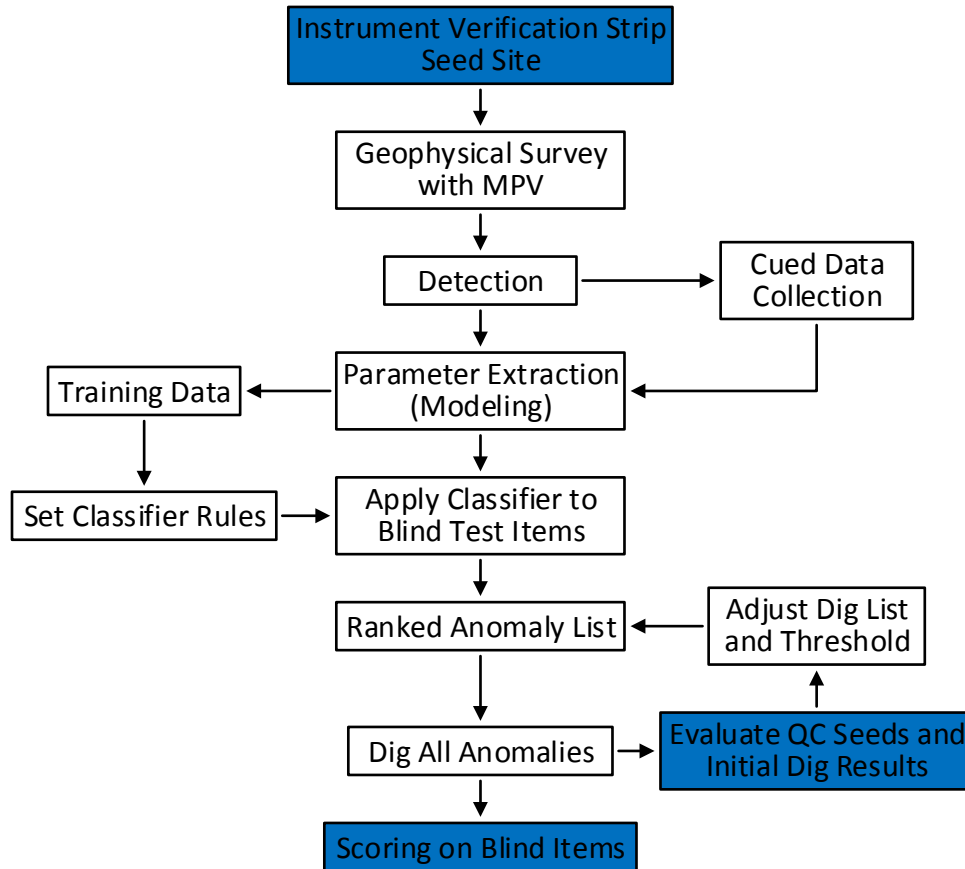 Instrument Verification Strip
Seed Site
Geophysical Survey
with MPV
Detection
Cued Data
Collection
Training Data
Parameter Extraction
(Modeling)
Set Classifier Rules
Apply Classifier to
Blind Test Items
Ranked Anomaly List
Adjust Dig List
and Threshold
Dig All Anomalies
Evaluate QC Seeds and
Initial Dig Results
Scoring on Blind Items